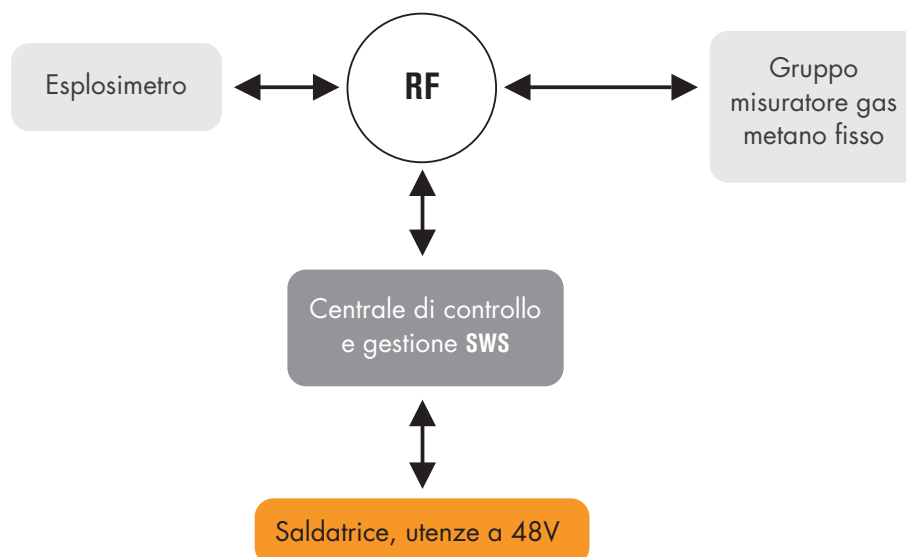 Esplosimetro
RF
Gruppo
misuratore gas
metano fisso
Centrale di controllo
e gestione SWS
Saldatrice, utenze a 48V